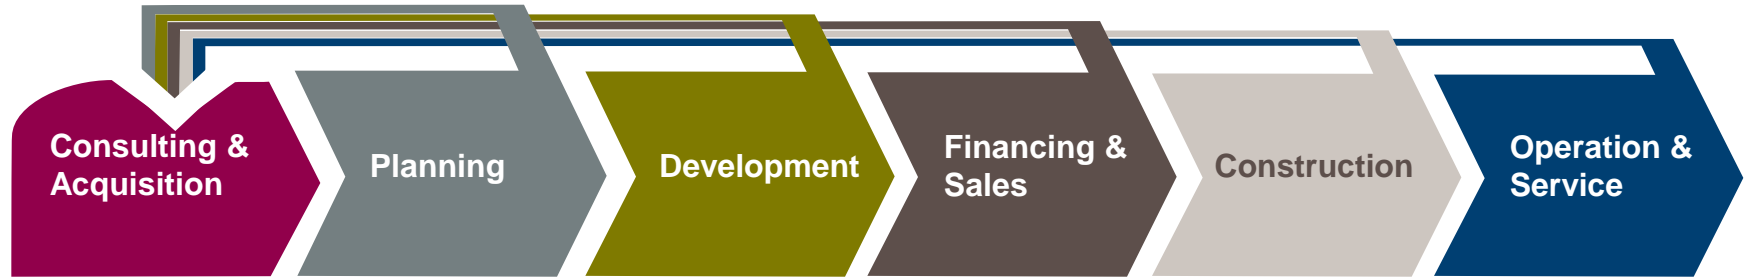 Consulting &
Acquisition
Planning
Development
Financing &
Sales
Construction
Operation &
Service